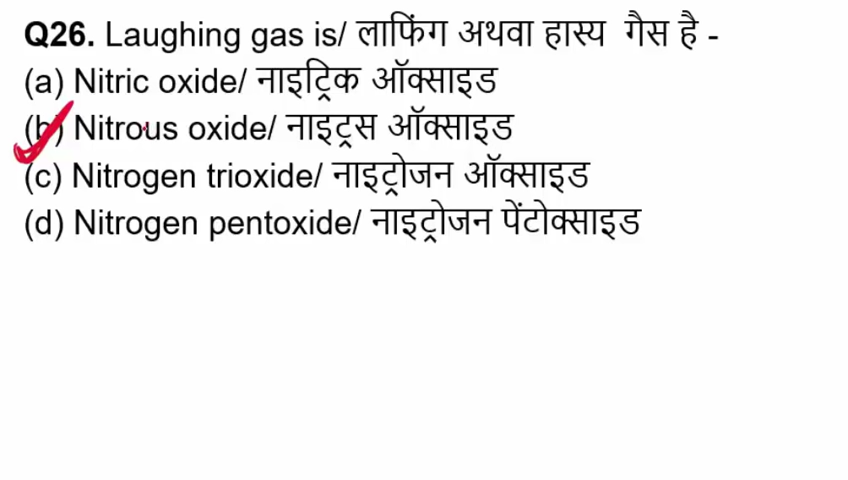 Q26. Laughing gas is/ लाफिंग अथवा हास्य गैस है -
(a) Nitric oxide/ नाइट्रिक ऑक्साइड
(b) Nitrous oxide/ नाइट्रस ऑक्साइड
(c) Nitrogen trioxide/ नाइट्रोजन ऑक्साइड
(d) Nitrogen pentoxide/ नाइट्रोजन पेंटोक्साइड